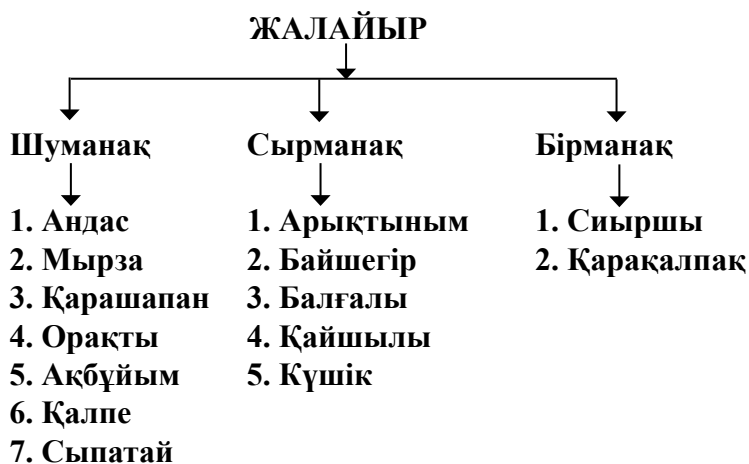 ЖАЛАЙЫР
Шуманақ
1. Андас
2. Мырза
3. Қарашапан
4. Орақты
5. Ақбұйым
6. Қалпе
7. Сыпатай
Сырманақ
1. Арықтыным
2. Байшегір
3. Балғалы
4. Қайшылы
5. Күшік
Бірманақ
1. Сиыршы
2. Қарақалпақ